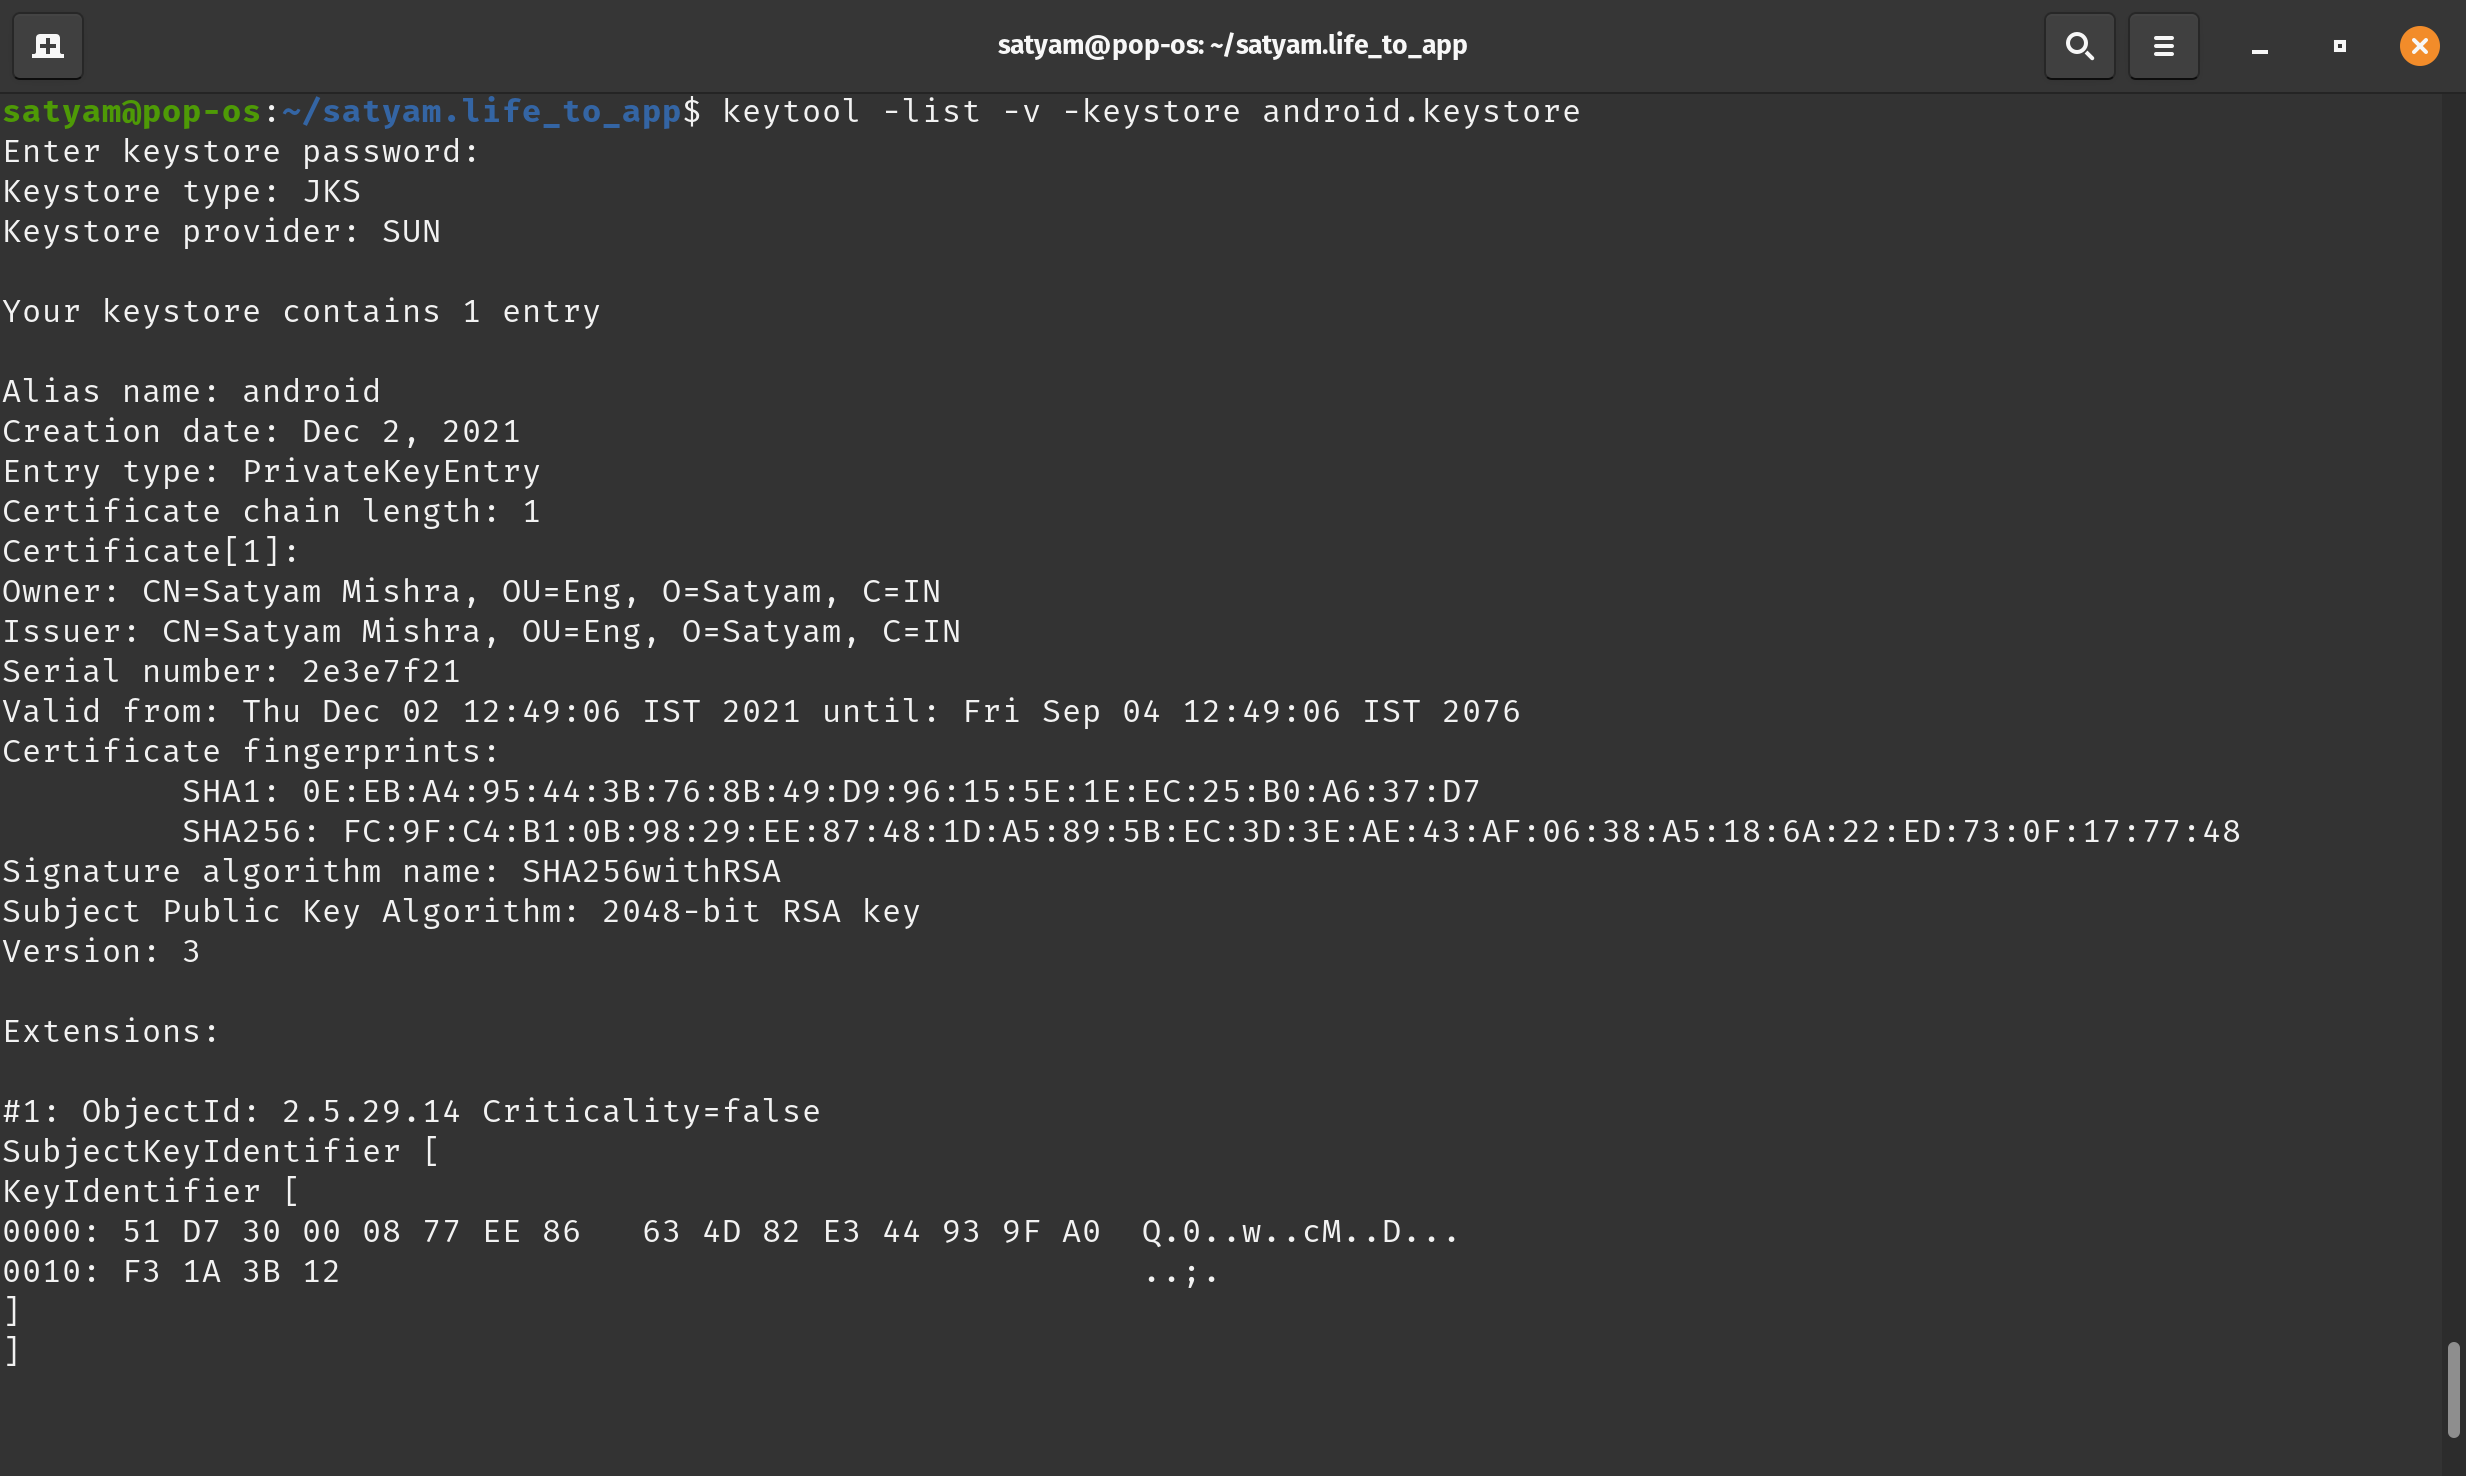 satyam@pop-os: ~/satyam.life_to_app
satyam@pop-os:~/satyam.life_to_app$ keytool -list -v -keystore android.keystore
Enter keystore password:
Keystore type: JKS
Keystore provider: SUN

Your keystore contains 1 entry

Alias name: android
Creation date: Dec 2, 2021
Entry type: PrivateKeyEntry
Certificate chain length: 1
Certificate[1]:
Owner: CN=Satyam Mishra, OU=Eng, O=Satyam, C=IN
Issuer: CN=Satyam Mishra, OU=Eng, O=Satyam, C=IN
Serial number: 2e3e7f21
Valid from: Thu Dec 02 12:49:06 IST 2021 until: Fri Sep 04 12:49:06 IST 2076
Certificate fingerprints:
         SHA1: 0E:EB:A4:95:44:3B:76:8B:49:D9:96:15:5E:1E:EC:25:B0:A6:37:D7
         SHA256: FC:9F:C4:B1:0B:98:29:EE:87:48:1D:A5:89:5B:EC:3D:3E:AE:43:AF:06:38:A5:18:6A:22:ED:73:0F:17:77:48
Signature algorithm name: SHA256withRSA
Subject Public Key Algorithm: 2048-bit RSA key
Version: 3

Extensions:

#1: ObjectId: 2.5.29.14 Criticality=false
SubjectKeyIdentifier [
KeyIdentifier [
0000: 51 D7 30 00 08 77 EE 86   63 4D 82 E3 44 93 9F A0  Q.0..w..cM..D...
0010: F3 1A 3B 12                                        ..;.
]
]